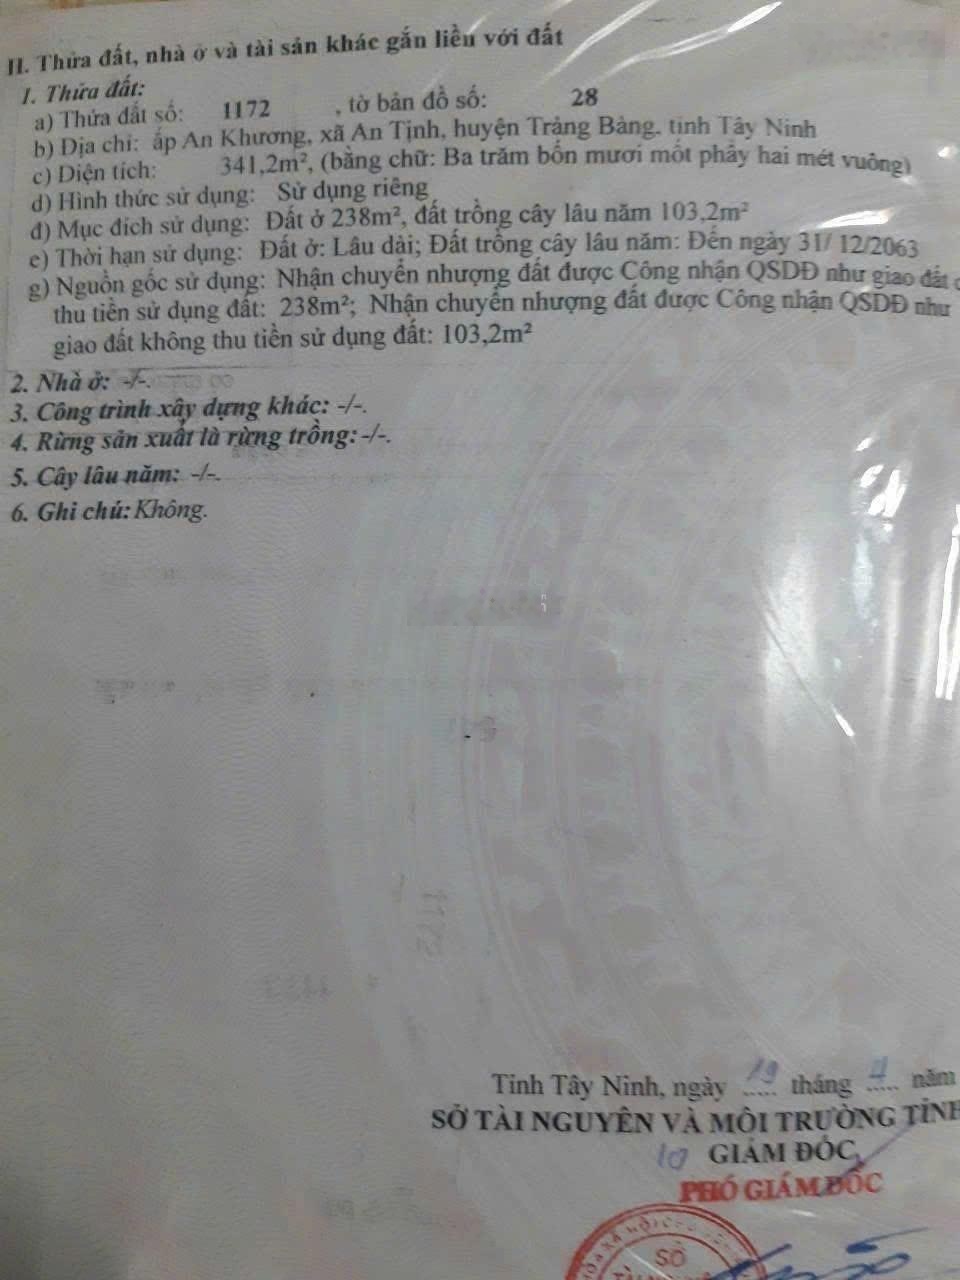 II. Thửa đất, nhà ở và tài sản khác gắn liền với đất
1. Thửa đất:
a) Thửa đất số: 1172 , tờ bản đồ số: 28
b) Địa chỉ: ấp An Khương, xã An Tịnh, huyện Trảng Bàng, tỉnh Tây Ninh
c) Diện tích: 341,2m², (bằng chữ: Ba trăm bốn mươi một phẩy hai mét vuông)
d) Hình thức sử dụng: Sử dụng riêng
đ) Mục đích sử dụng: Đất ở 238m², đất trồng cây lâu năm 103,2m²
e) Thời hạn sử dụng: Đất ở: Lâu dài; Đất trồng cây lâu năm: Đến ngày 31/ 12/2063
g) Nguồn gốc sử dụng: Nhận chuyển nhượng đất được Công nhận QSDĐ như giao đất
thu tiền sử dụng đất: 238m²; Nhận chuyển nhượng đất được Công nhận QSDĐ như
giao đất không thu tiền sử dụng đất: 103,2m²
2. Nhà ở: -/-.
3. Công trình xây dựng khác: -/-.
4. Rừng sản xuất là rừng trồng: -/-.
5. Cây lâu năm: -/-.
6. Ghi chú: Không.
1172
Tỉnh Tây Ninh, ngày 19 tháng 4 năm
SỞ TÀI NGUYÊN VÀ MÔI TRƯỜNG TỈNH
GIÁM ĐỐC
PHÓ GIÁM ĐỐC
SỞ